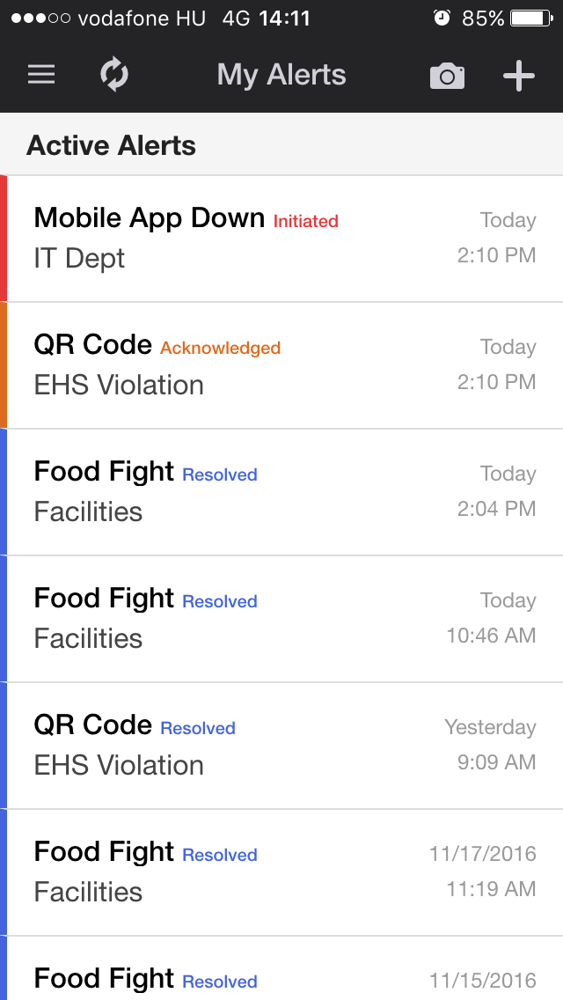 vodafone HU 4G 14:11 85%
My Alerts
Active Alerts
Mobile App Down Initiated Today
IT Dept 2:10 PM
QR Code Acknowledged Today
EHS Violation 2:10 PM
Food Fight Resolved Today
Facilities 2:04 PM
Food Fight Resolved Today
Facilities 10:46 AM
QR Code Resolved Yesterday
EHS Violation 9:09 AM
Food Fight Resolved 11/17/2016
Facilities 11:19 AM
Food Fight Resolved 11/15/2016